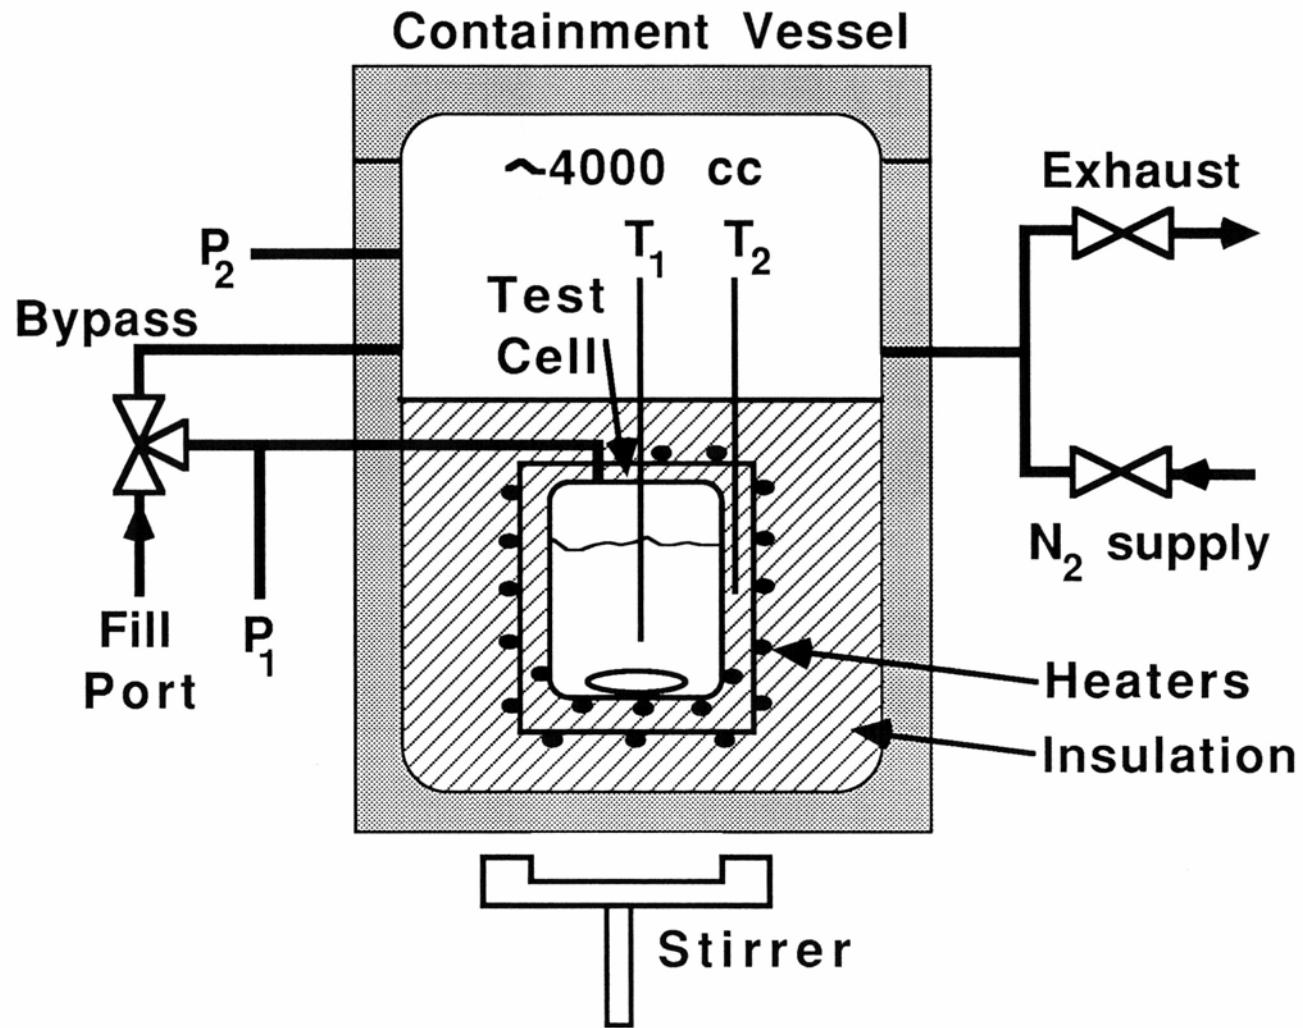 Containment Vessel
~4000 cc
Exhaust
P2
T1
T2
Test
Cell
Bypass
N2 supply
Fill
Port
P1
Heaters
Insulation
Stirrer